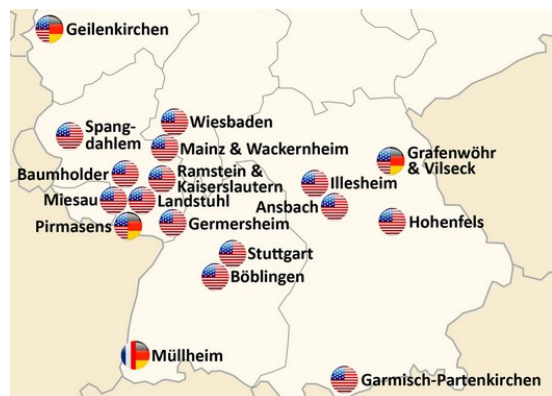 Geilenkirchen
Wiesbaden
Spang-
dahlem
Mainz & Wackernheim
Grafenwöhr
& Vilseck
Baumholder
Ramstein &
Kaiserslautern
Illesheim
Miesau
Landstuhl
Ansbach
Pirmasens
Germersheim
Hohenfels
Stuttgart
Böblingen
Müllheim
Garmisch-Partenkirchen